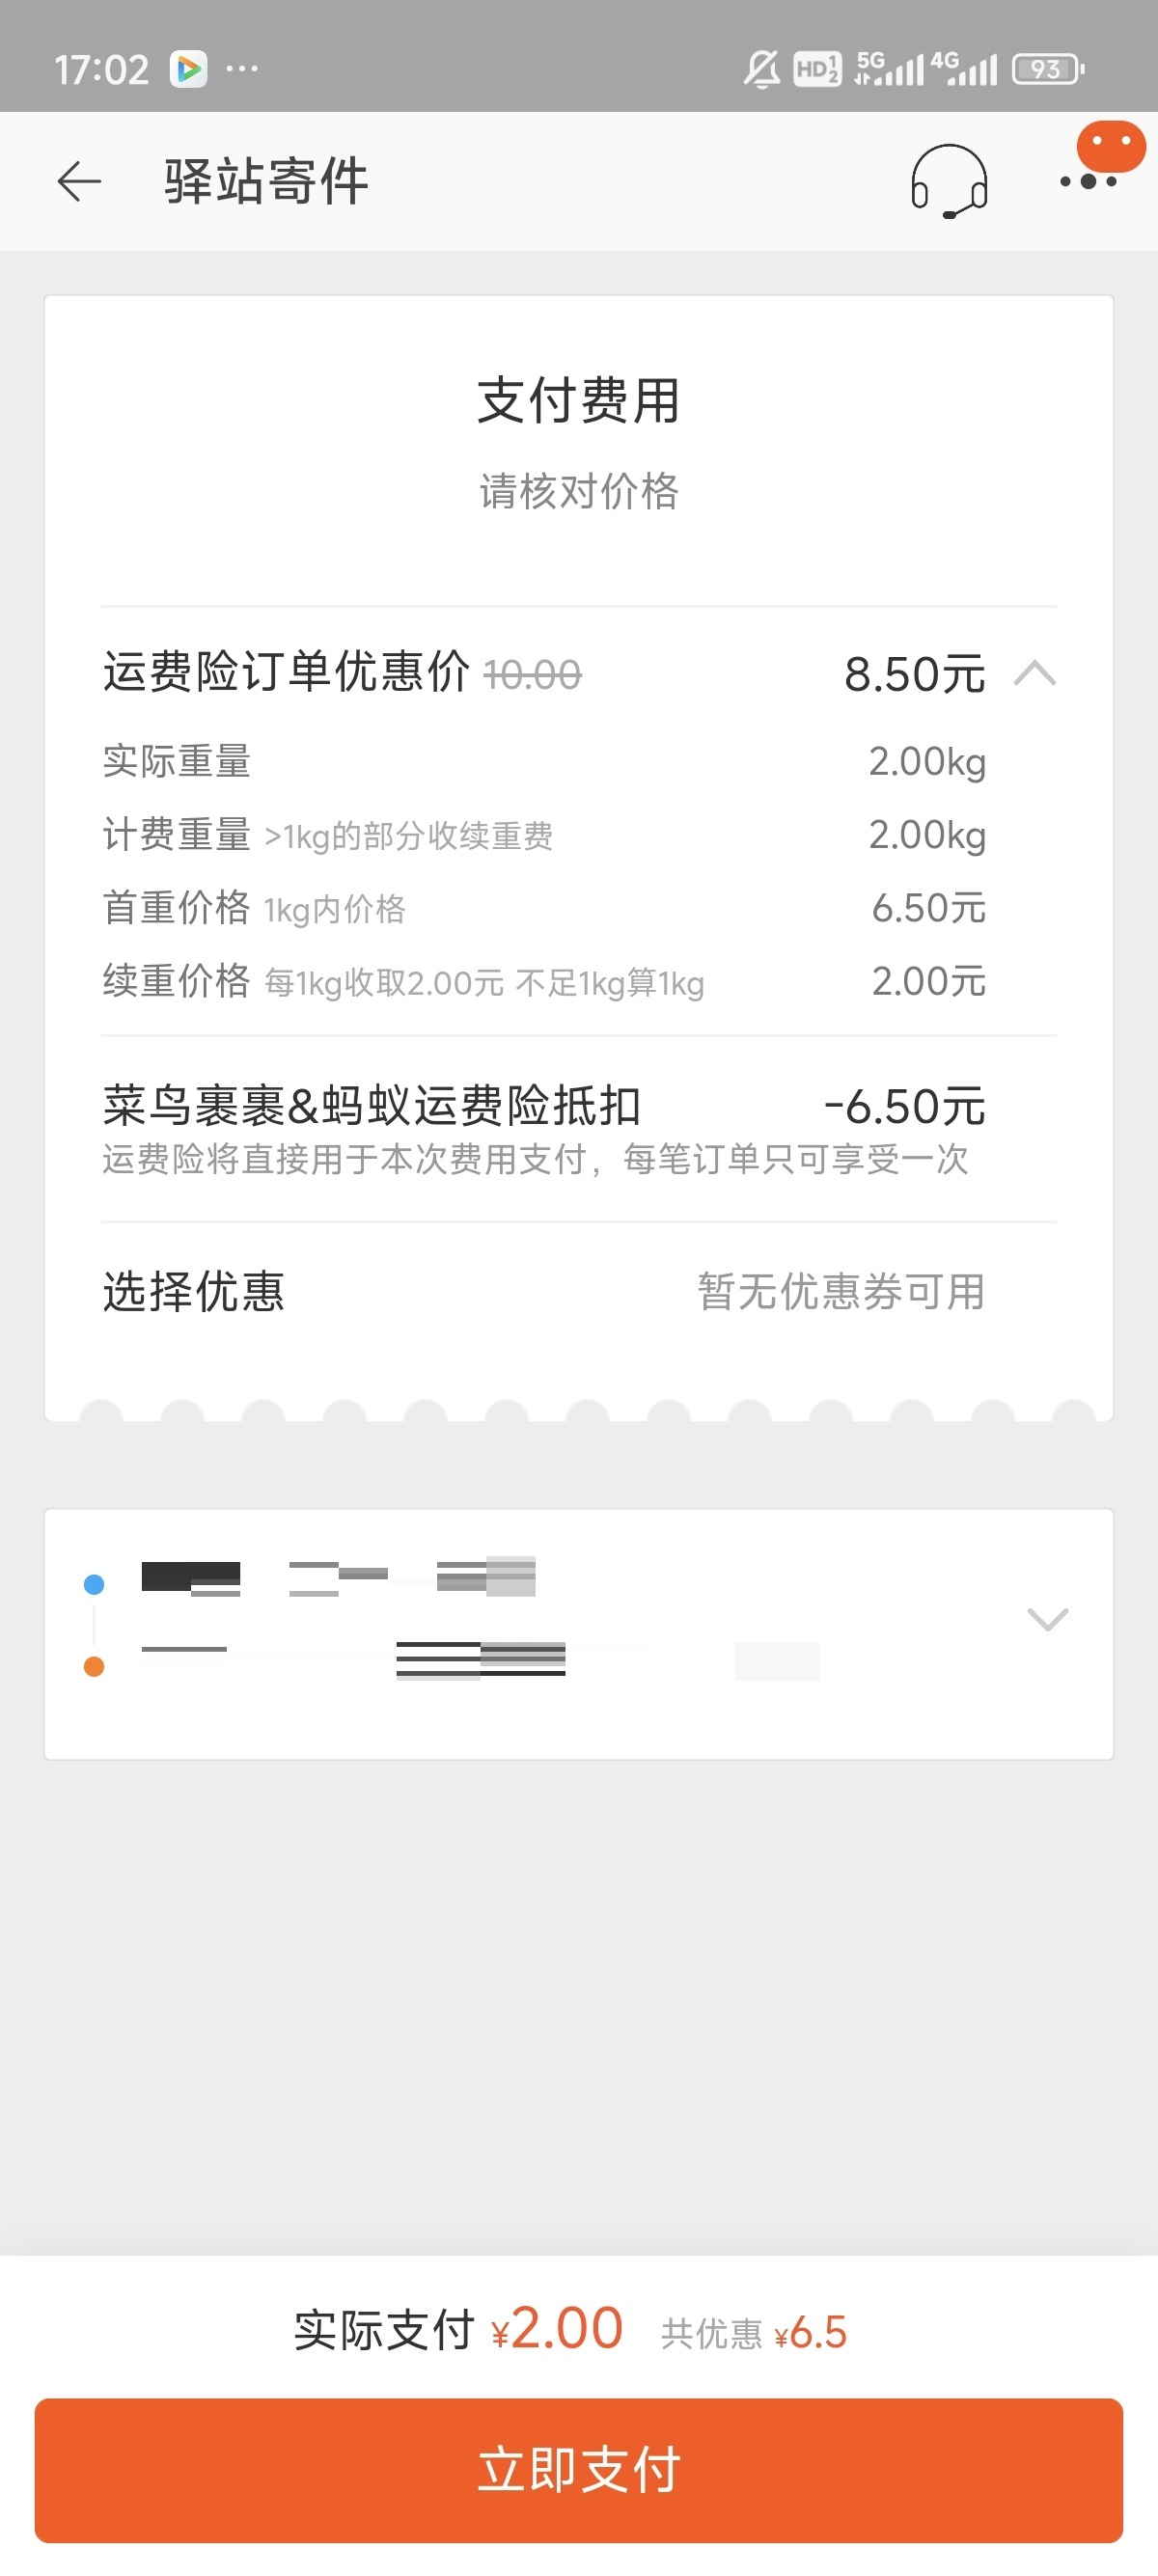 17:02 ... HD 1 2 5G 4G 93
驿站寄件
支付费用
请核对价格
运费险订单优惠价 10.00 8.50元
实际重量 2.00kg
计费重量 >1kg的部分收续重费 2.00kg
首重价格 1kg内价格 6.50元
续重价格 每1kg收取2.00元 不足1kg算1kg 2.00元
菜鸟裹裹&蚂蚁运费险抵扣 -6.50元
运费险将直接用于本次费用支付，每笔订单只可享受一次
选择优惠 暂无优惠券可用
实际支付 ¥2.00 共优惠 ¥6.5
立即支付